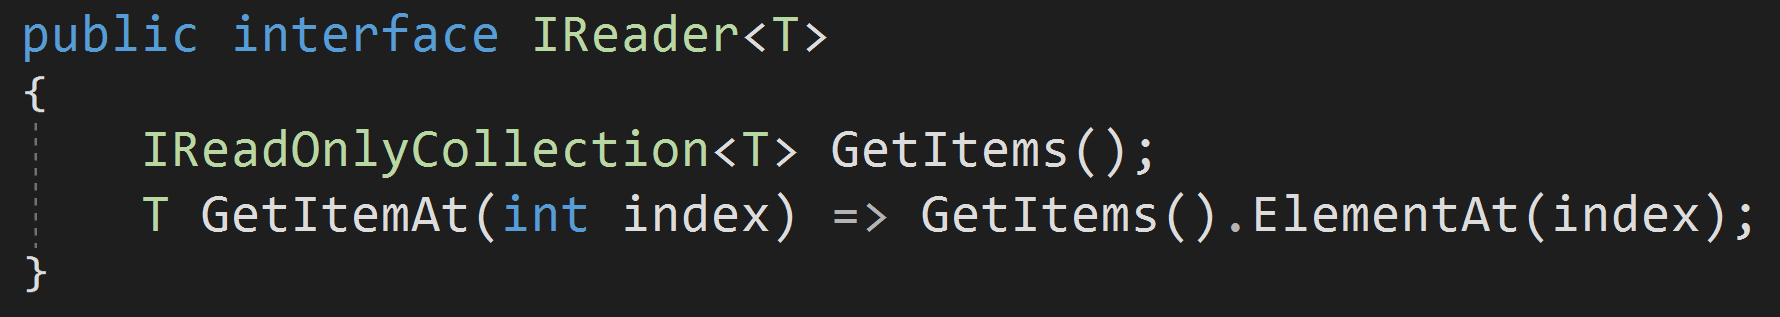 public interface IReader<T>
{
    IReadOnlyCollection<T> GetItems();
    T GetItemAt(int index) => GetItems().ElementAt(index);
}